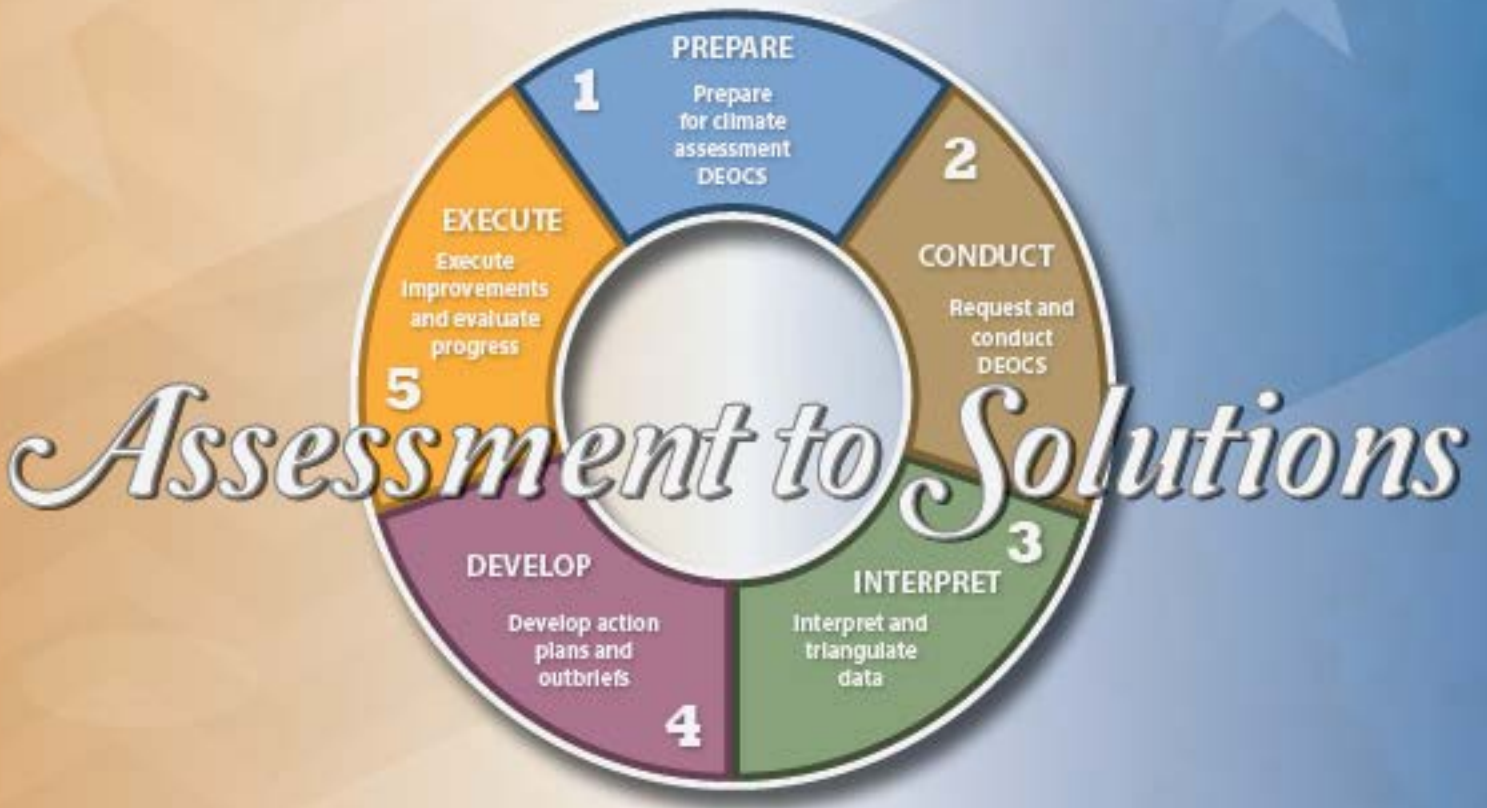 PREPARE
1
Prepare
for climate
assessment
DEOCS
2
CONDUCT
Request and
conduct
DEOCS
3
INTERPRET
Interpret and
triangulate
data
DEVELOP
Develop action
plans and
outbriefs
4
EXECUTE
Execute
improvements
and evaluate
progress
5
Assessment to Solutions